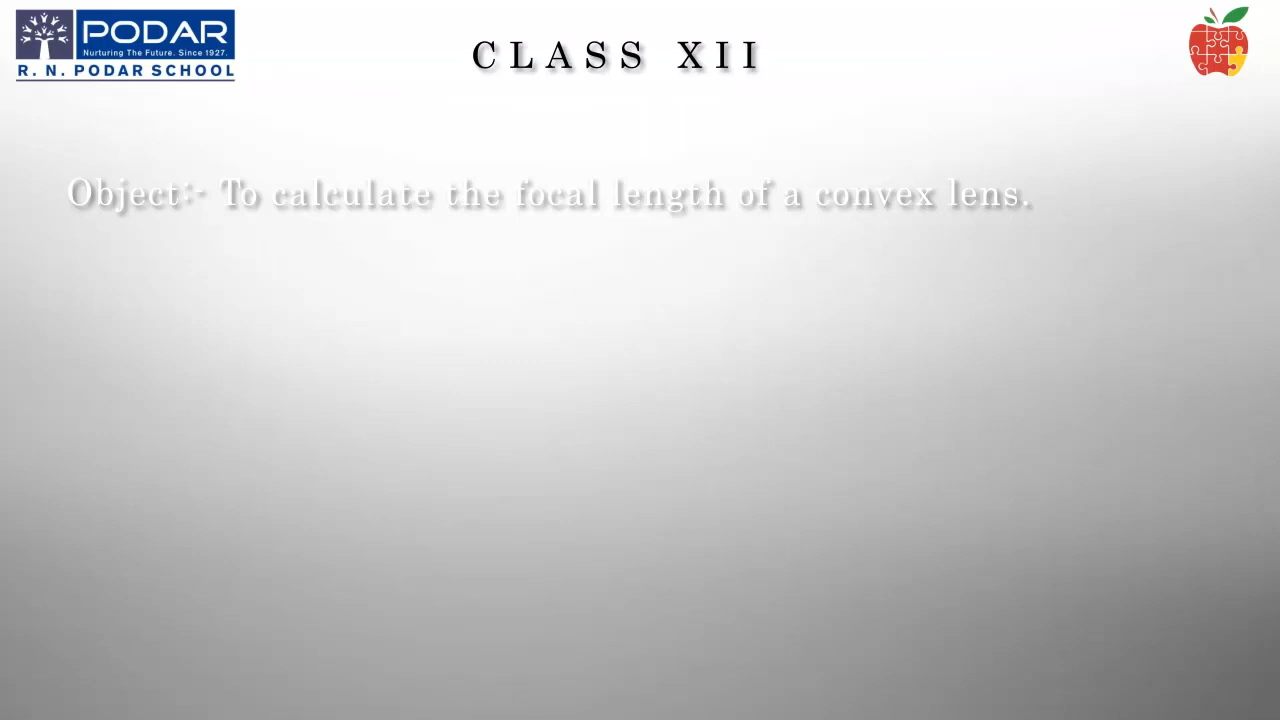 PODAR
Nurturing The Future. Since 1927.
R. N. PODAR SCHOOL
CLASS XII
Object:- To calculate the focal length of a convex lens.